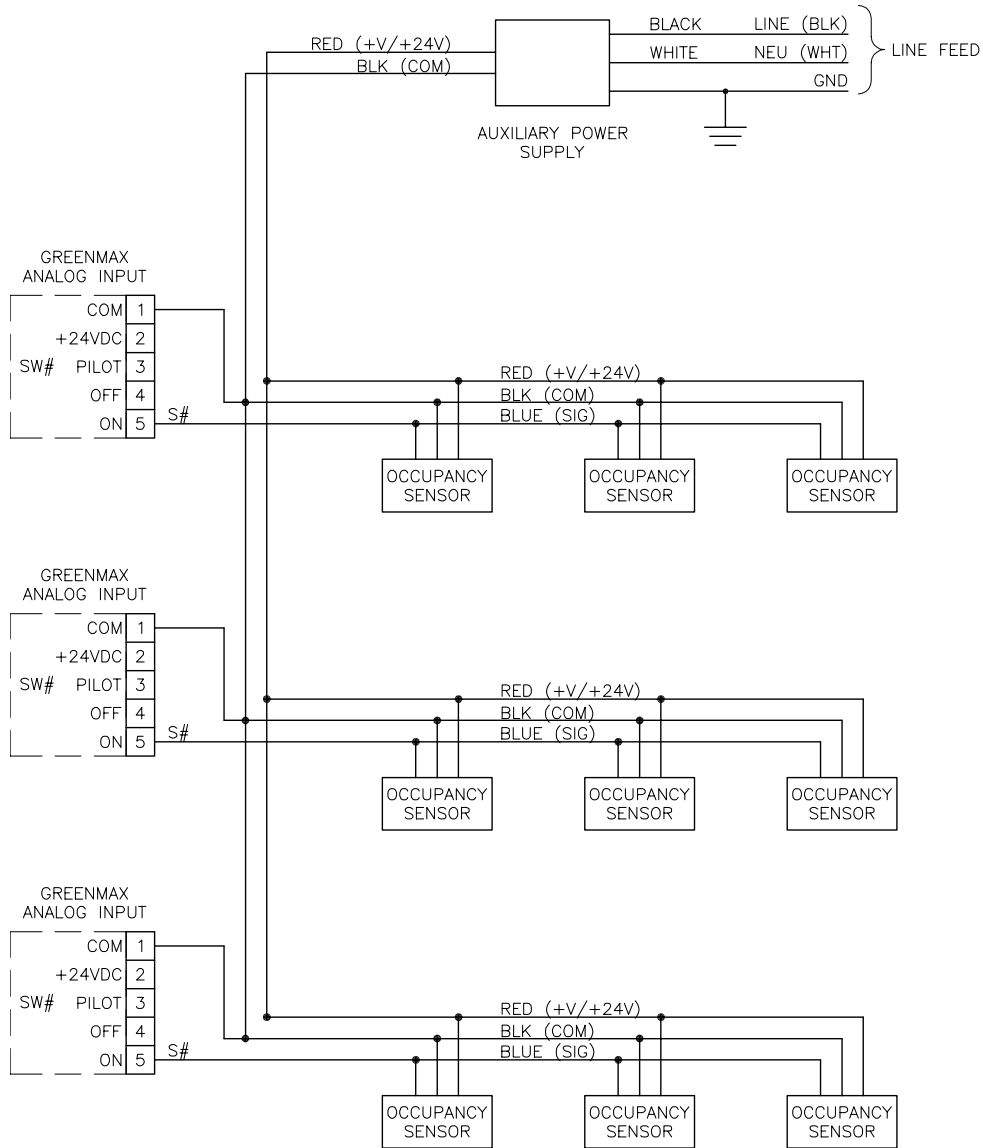 BLACK LINE (BLK)
RED (+V/+24V)
WHITE NEU (WHT)
LINE FEED
BLK (COM)
GND
AUXILIARY POWER
SUPPLY
GREENMAX
ANALOG INPUT
COM 1
+24VDC 2
SW# PILOT 3
OFF 4
ON 5
S#
RED (+V/+24V)
BLK (COM)
BLUE (SIG)
OCCUPANCY
SENSOR
OCCUPANCY
SENSOR
OCCUPANCY
SENSOR
GREENMAX
ANALOG INPUT
COM 1
+24VDC 2
SW# PILOT 3
OFF 4
ON 5
S#
RED (+V/+24V)
BLK (COM)
BLUE (SIG)
OCCUPANCY
SENSOR
OCCUPANCY
SENSOR
OCCUPANCY
SENSOR
GREENMAX
ANALOG INPUT
COM 1
+24VDC 2
SW# PILOT 3
OFF 4
ON 5
S#
RED (+V/+24V)
BLK (COM)
BLUE (SIG)
OCCUPANCY
SENSOR
OCCUPANCY
SENSOR
OCCUPANCY
SENSOR